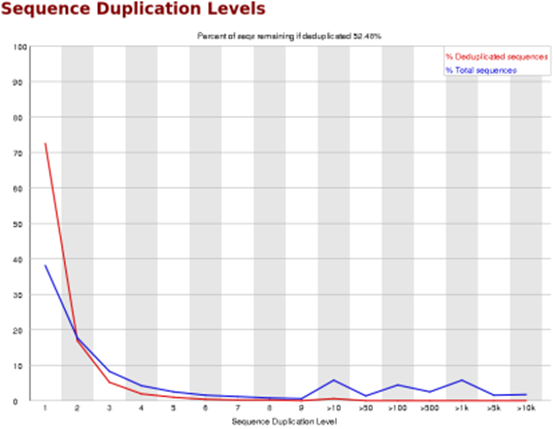 Sequence Duplication Levels
Percent of seqs remaining if deduplicated 52.48%
% Deduplicated sequences
% Total sequences
100
90
80
70
60
50
40
30
20
10
0
1 2 3 4 5 6 7 8 9 >10 >50 >100 >500 >1k >5k >10k
Sequence Duplication Level